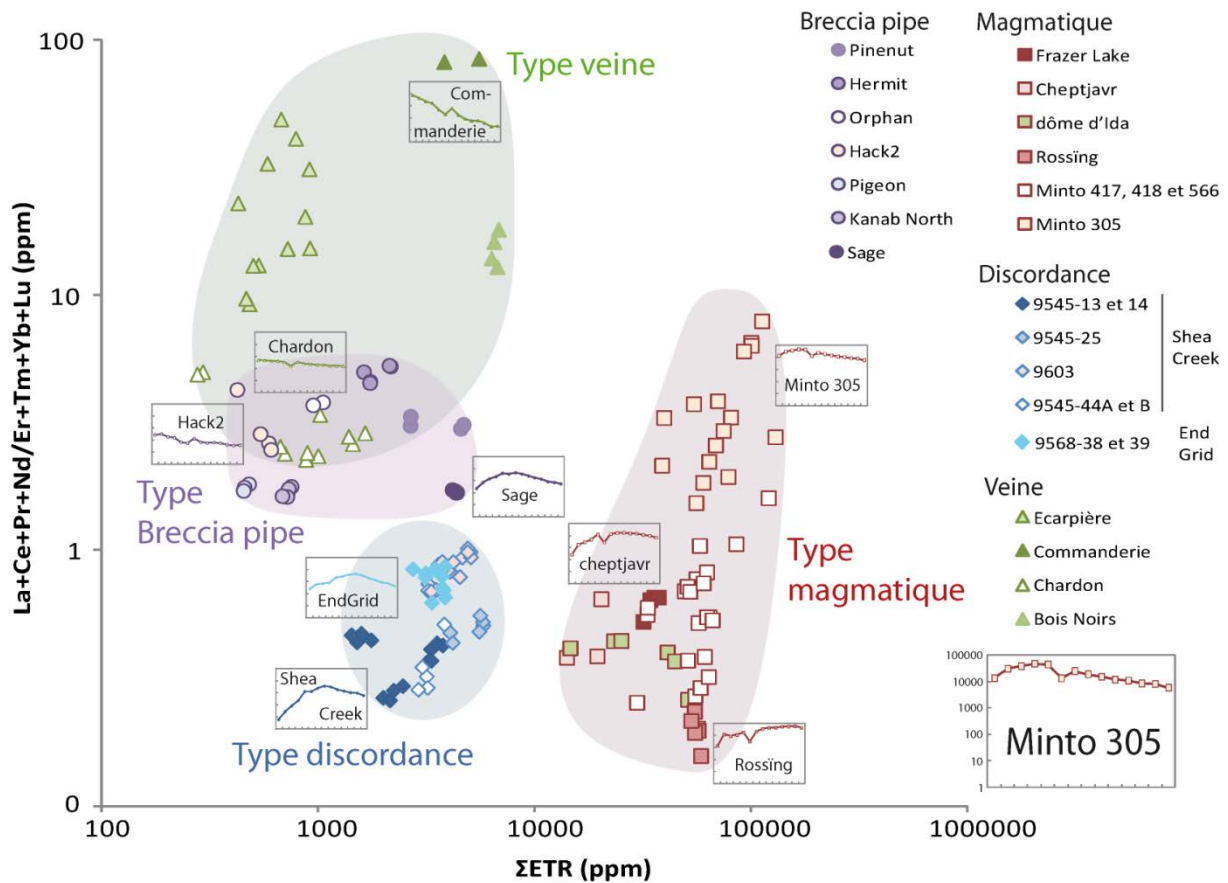 La+Ce+Pr+Nd/Er+Tm+Yb+Lu (ppm)
100
10
1
0
100
1000
10000
100000
1000000
ΣETR (ppm)
Type veine
Com-
manderie
Chardon
Hack2
Type
Breccia pipe
Sage
EndGrid
Shea
Creek
Type discordance
cheptjavr
Minto 305
Type
magmatique
Rossïng
Breccia pipe
Pinenut
Hermit
Orphan
Hack2
Pigeon
Kanab North
Sage
Magmatique
Frazer Lake
Cheptjavr
dôme d'Ida
Rossïng
Minto 417, 418 et 566
Minto 305
Discordance
9545-13 et 14
9545-25
9603
9545-44A et B
Shea
Creek
9568-38 et 39
End
Grid
Veine
Ecarpière
Commanderie
Chardon
Bois Noirs
100000
10000
1000
100
10
1
Minto 305